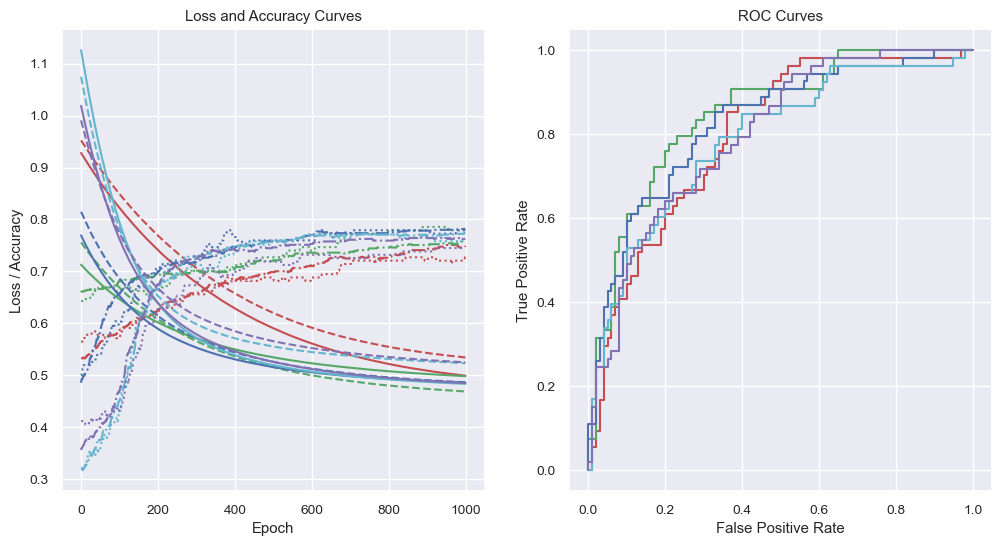 Loss and Accuracy Curves
Loss / Accuracy
1.1
1.0
0.9
0.8
0.7
0.6
0.5
0.4
0.3
0 200 400 600 800 1000
Epoch
ROC Curves
True Positive Rate
1.0
0.8
0.6
0.4
0.2
0.0
0.0 0.2 0.4 0.6 0.8 1.0
False Positive Rate